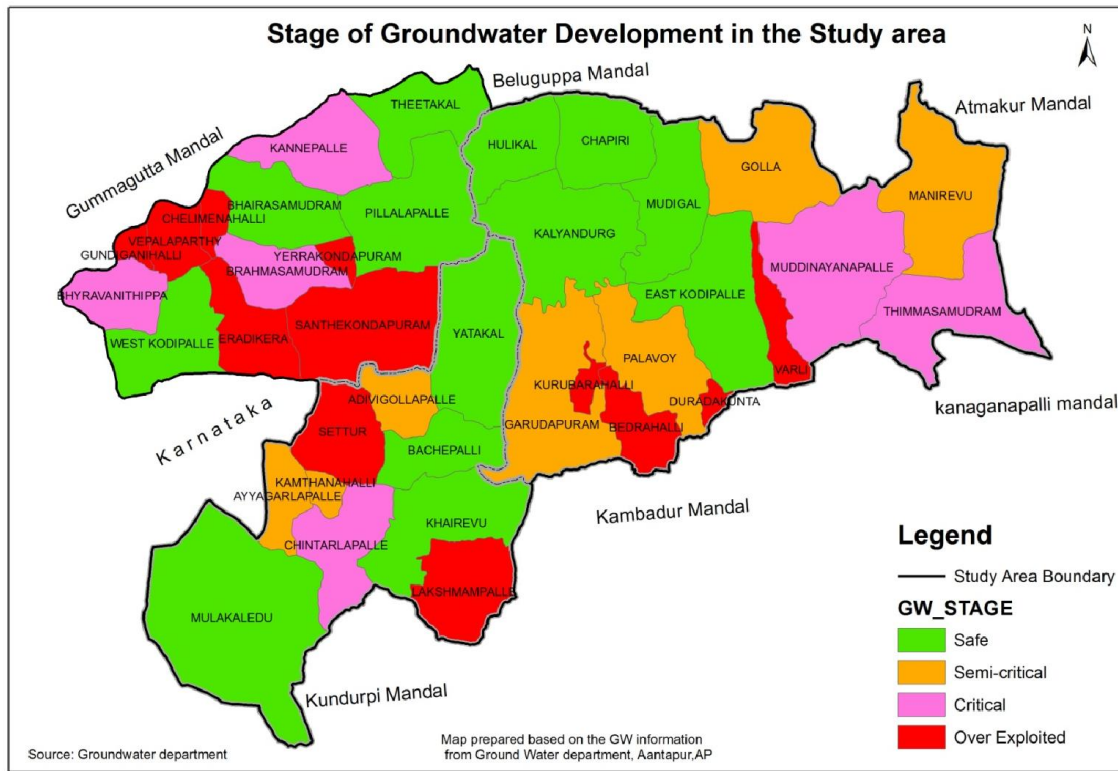 Stage of Groundwater Development in the Study area
N
Beluguppa Mandal
Atmakur Mandal
Gummagutta Mandal
THEETAKAL
KANNEPALLE
HULIKAL
CHAPIRI
GOLLA
MANIREVU
BHAIRASAMUDRAM
CHELIMENAHALLI
PILLALAPALLE
MUDIGAL
VEPALAPARTHY
GUNDIGANIHALLI
YERRAKONDAPURAM
BRAHMASAMUDRAM
KALYANDURG
MUDDINAYANAPALLE
BHYRAVANITHIPPA
EAST KODIPALLE
THIMMASAMUDRAM
SANTHEKONDAPURAM
WEST KODIPALLE
ERADIKERA
YATAKAL
PALAVOY
VARLI
KURUBARAHALLI
DURADAKUNTA
Karnataka
ADIVIGOLLAPALLE
kanaganapalli mandal
SETTUR
GARUDAPURAM
BEDRAHALLI
BACHEPALLI
KAMTHANAHALLI
AYYAGARLAPALLE
Kambadur Mandal
KHAIREVU
CHINTARLAPALLE
LAKSHMAMPALLE
MULAKALEDU
Kundurpi Mandal
Legend
Study Area Boundary
GW_STAGE
Safe
Semi-critical
Critical
Over Exploited
Source: Groundwater department
Map prepared based on the GW information
from Ground Water department, Aantapur,AP